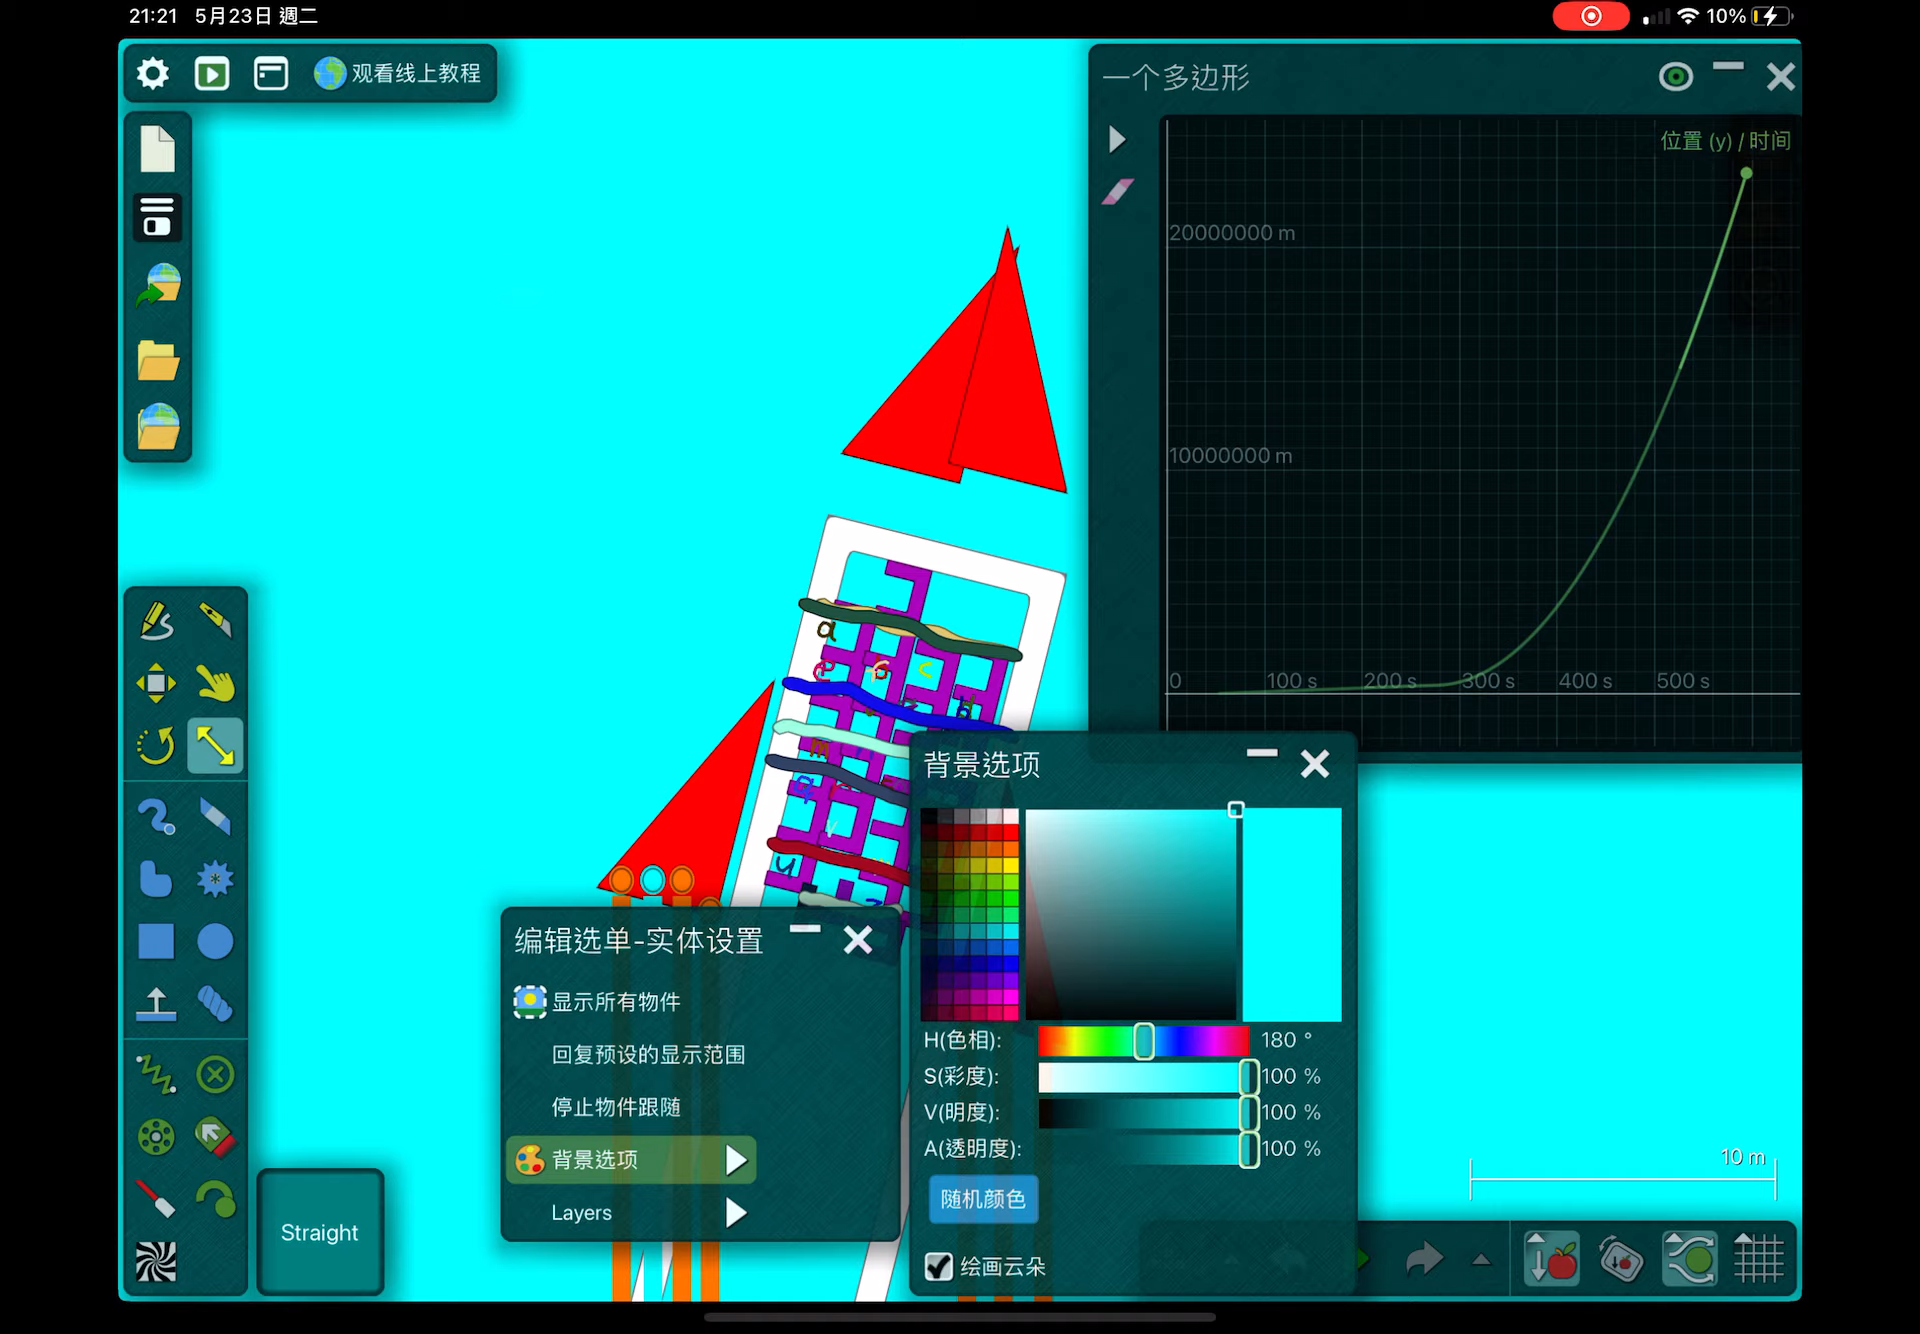 21:21 5月23日 週二
10%
观看线上教程
一个多边形
位置 (y) / 时间
20000000 m
10000000 m
0 100 s 200 s 300 s 400 s 500 s
a
c
b
m
y
背景选项
H(色相): 180 °
S(彩度): 100 %
V(明度): 100 %
A(透明度): 100 %
随机颜色
绘画云朵
编辑选单-实体设置
显示所有物件
回复预设的显示范围
停止物件跟随
背景选项
Layers
Straight
10 m